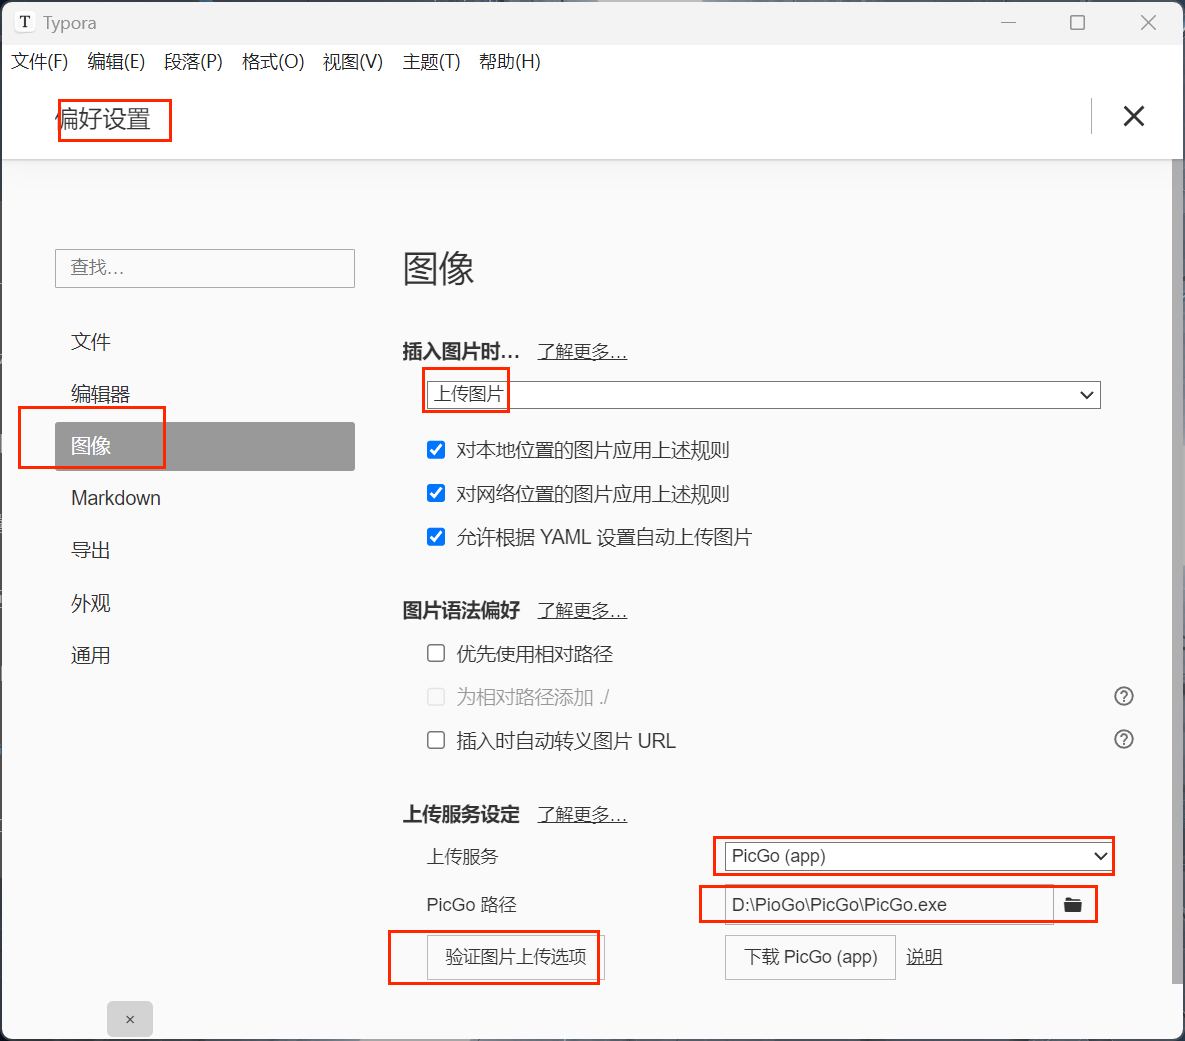 T Typora
文件(F) 编辑(E) 段落(P) 格式(O) 视图(V) 主题(T) 帮助(H)
偏好设置
查找...
文件
编辑器
图像
Markdown
导出
外观
通用
图像
插入图片时... 了解更多...
上传图片
对本地位置的图片应用上述规则
对网络位置的图片应用上述规则
允许根据 YAML 设置自动上传图片
图片语法偏好 了解更多...
优先使用相对路径
为相对路径添加 ./
插入时自动转义图片 URL
上传服务设定 了解更多...
上传服务 PicGo (app)
PicGo 路径 D:\PioGo\PicGo\PicGo.exe
验证图片上传选项 下载 PicGo (app) 说明